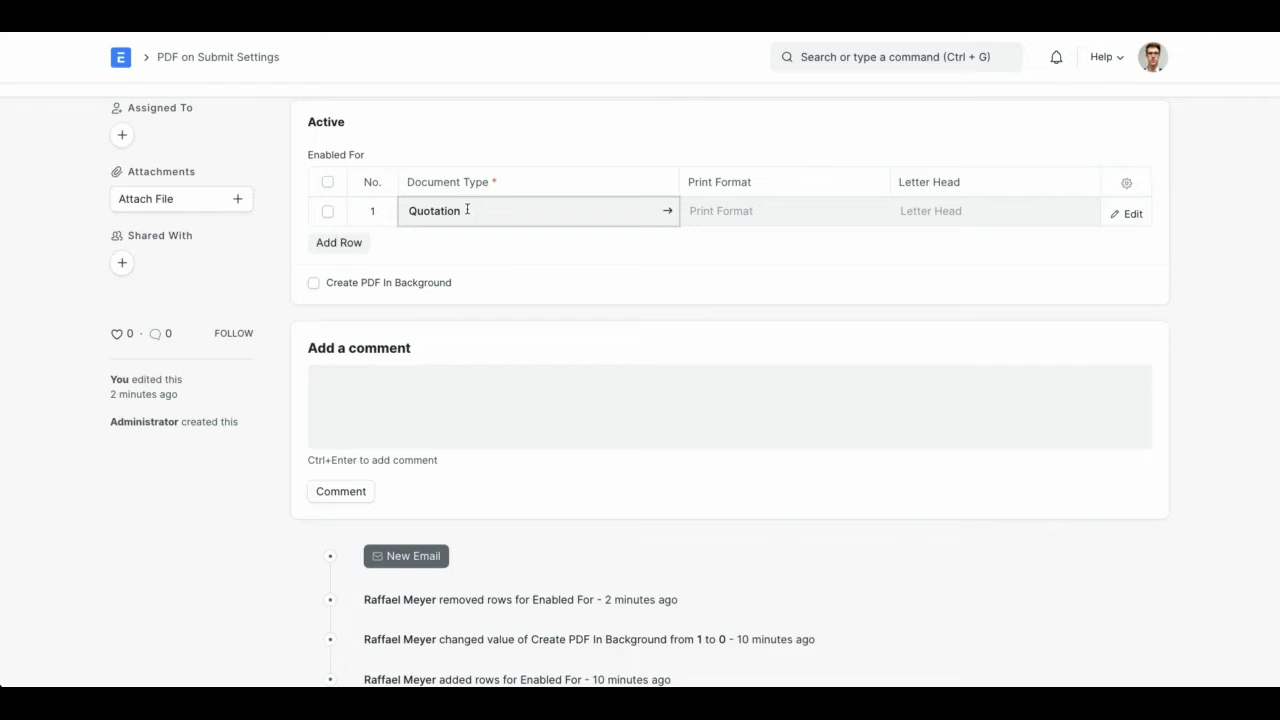 E
PDF on Submit Settings
Search or type a command (Ctrl + G)
Help
Assigned To
Attachments
Attach File
Shared With
0 · 0
FOLLOW
You edited this
2 minutes ago
Administrator created this
Active
Enabled For
No. Document Type * Print Format Letter Head
1 Quotation Print Format Letter Head Edit
Add Row
Create PDF In Background
Add a comment
Ctrl+Enter to add comment
Comment
New Email
Raffael Meyer removed rows for Enabled For - 2 minutes ago
Raffael Meyer changed value of Create PDF In Background from 1 to 0 - 10 minutes ago
Raffael Meyer added rows for Enabled For - 10 minutes ago